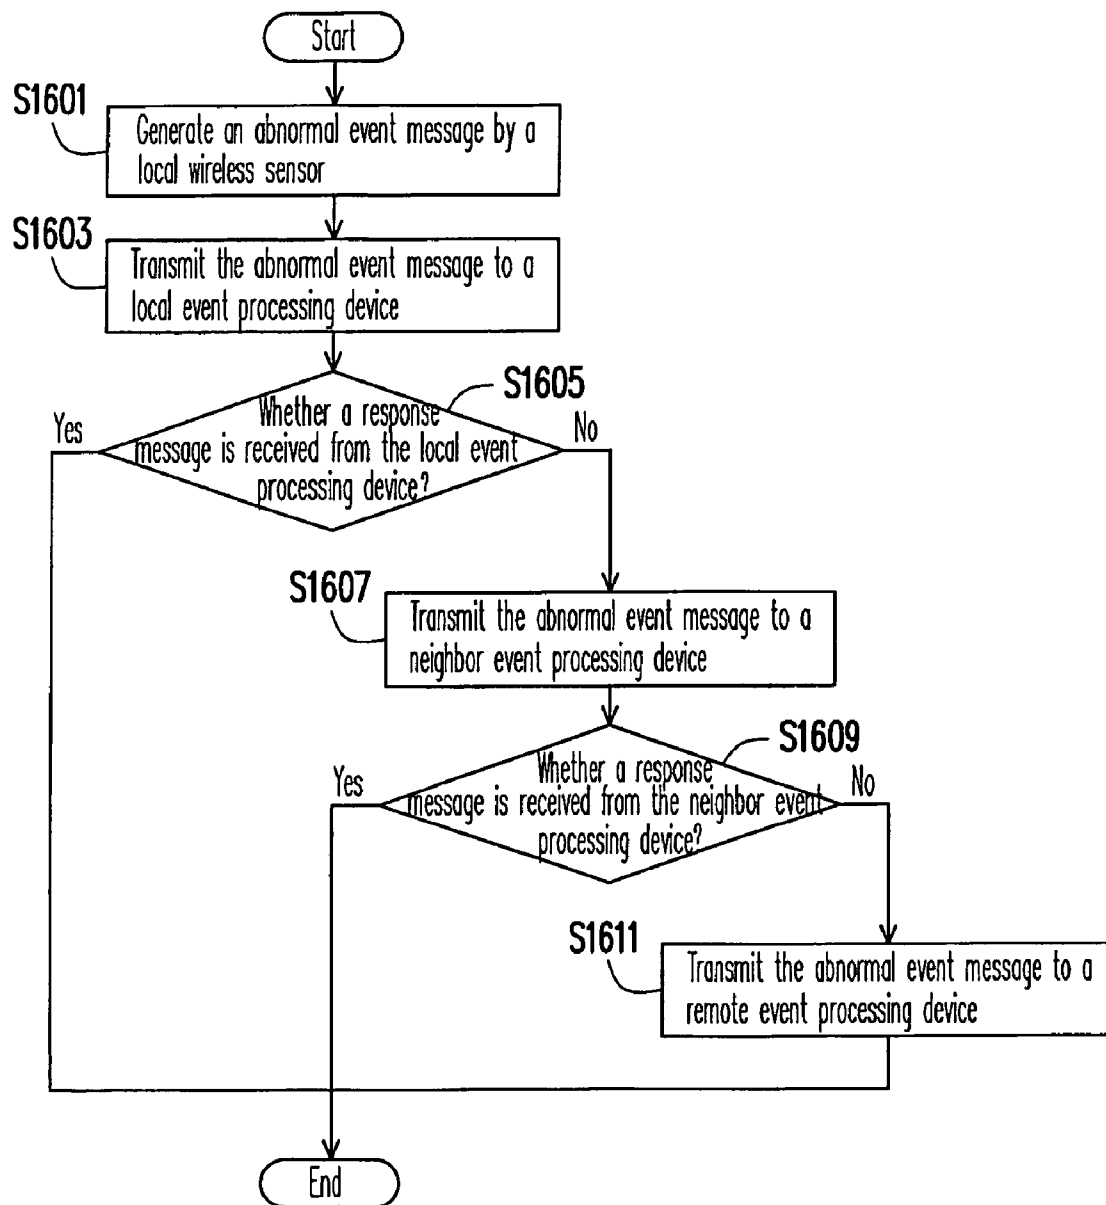 Start
S1601
Generate an abnormal event message by a
local wireless sensor
S1603
Transmit the abnormal event message to a
local event processing device
S1605
Yes
No
Whether a response
message is received from the local event
processing device?
S1607
Transmit the abnormal event message to a
neighbor event processing device
S1609
Yes
No
Whether a response
message is received from the neighbor event
processing device?
S1611
Transmit the abnormal event message to a
remote event processing device
End